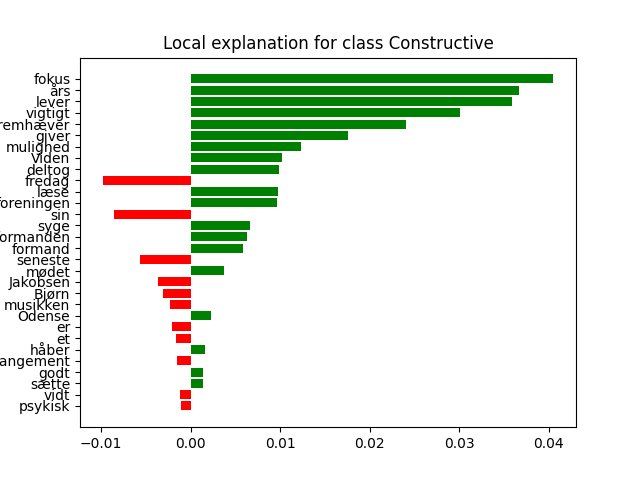 Local explanation for class Constructive
fokus
års
lever
vigtigt
remhæver
giver
mulighed
Viden
deltog
fredag
læse
foreningen
sin
syge
ormanden
formand
seneste
mødet
Jakobsen
Bjørn
musikken
Odense
er
et
håber
angement
godt
sætte
vidt
psykisk
−0.01 0.00 0.01 0.02 0.03 0.04